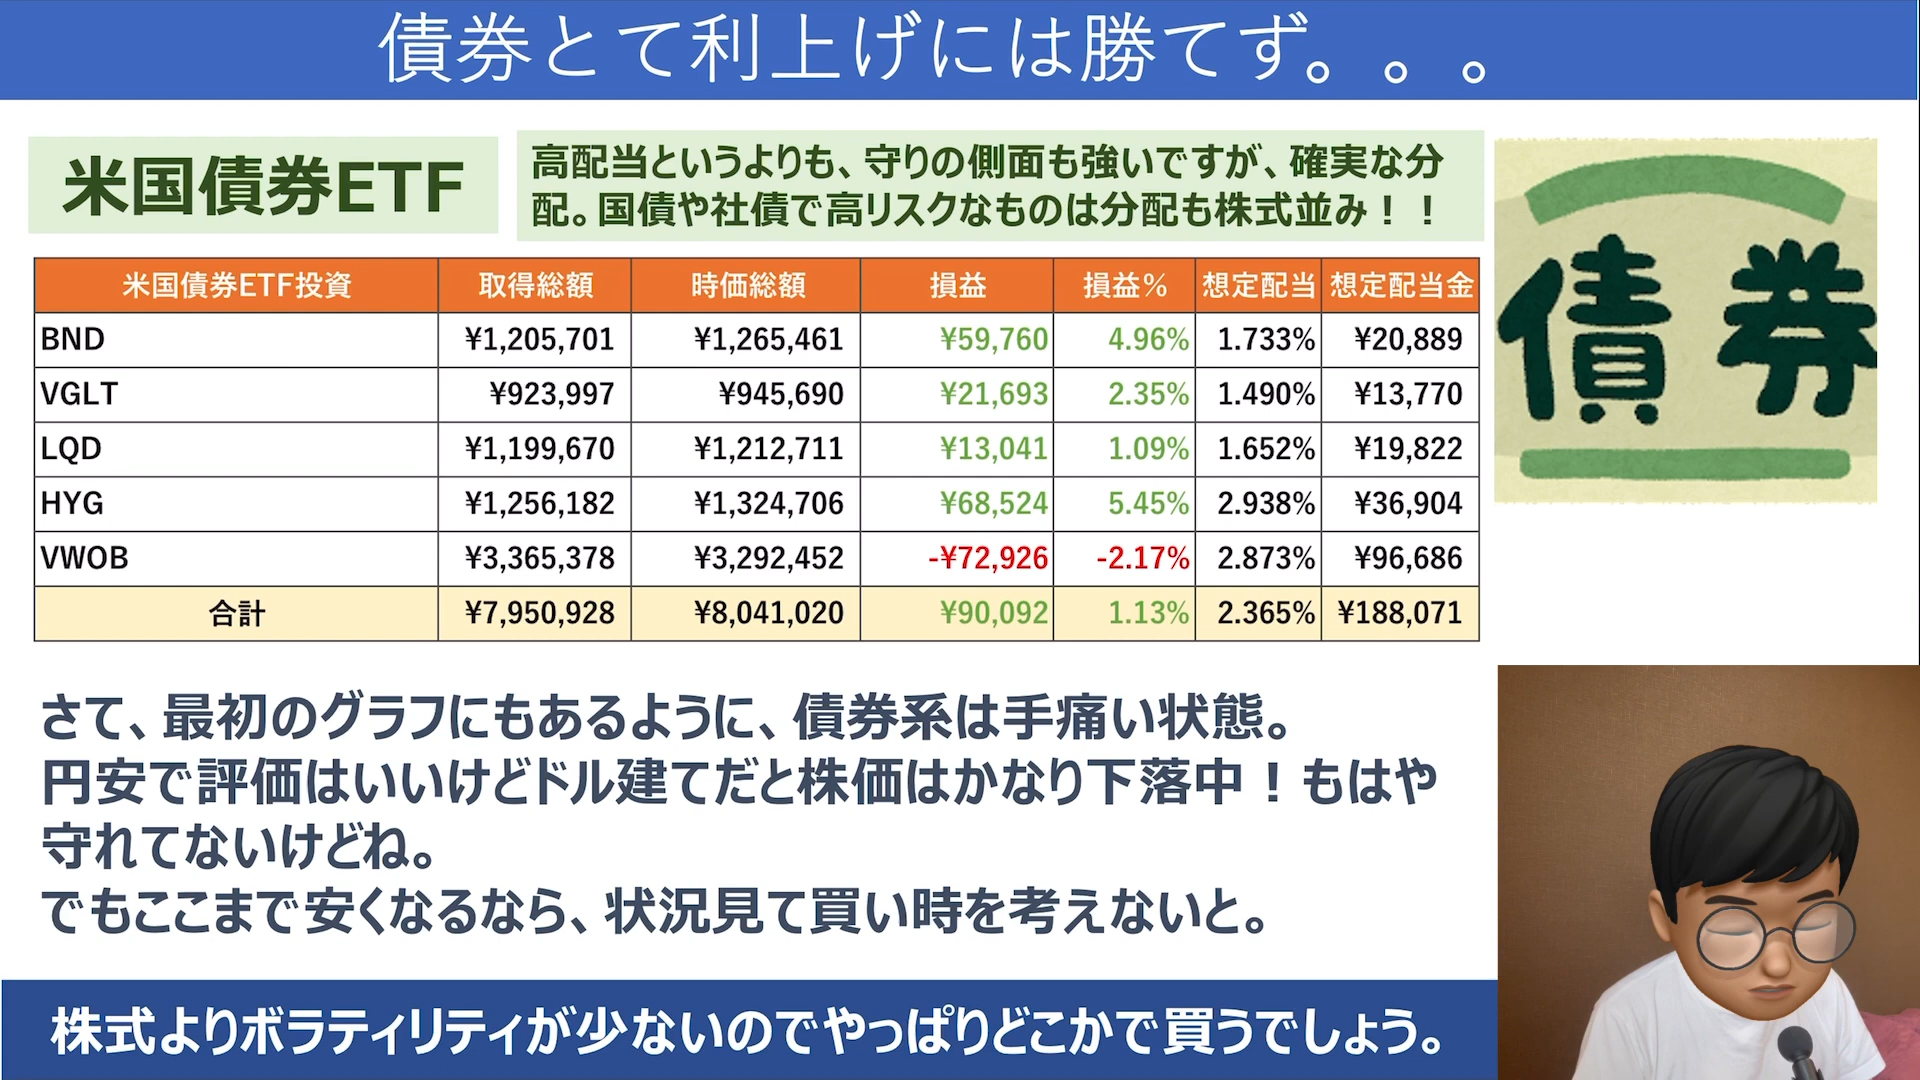 債券とて利上げには勝てず。。。
米国債券ETF
高配当というよりも、守りの側面も強いですが、確実な分
配。国債や社債で高リスクなものは分配も株式並み！！
債券
米国債券ETF投資 取得総額 時価総額 損益 損益% 想定配当 想定配当金
BND ¥1,205,701 ¥1,265,461 ¥59,760 4.96% 1.733% ¥20,889
VGLT ¥923,997 ¥945,690 ¥21,693 2.35% 1.490% ¥13,770
LQD ¥1,199,670 ¥1,212,711 ¥13,041 1.09% 1.652% ¥19,822
HYG ¥1,256,182 ¥1,324,706 ¥68,524 5.45% 2.938% ¥36,904
VWOB ¥3,365,378 ¥3,292,452 -¥72,926 -2.17% 2.873% ¥96,686
合計 ¥7,950,928 ¥8,041,020 ¥90,092 1.13% 2.365% ¥188,071
さて、最初のグラフにもあるように、債券系は手痛い状態。
円安で評価はいいけどドル建てだと株価はかなり下落中！もはや
守れてないけどね。
でもここまで安くなるなら、状況見て買い時を考えないと。
株式よりボラティリティが少ないのでやっぱりどこかで買うでしょう。